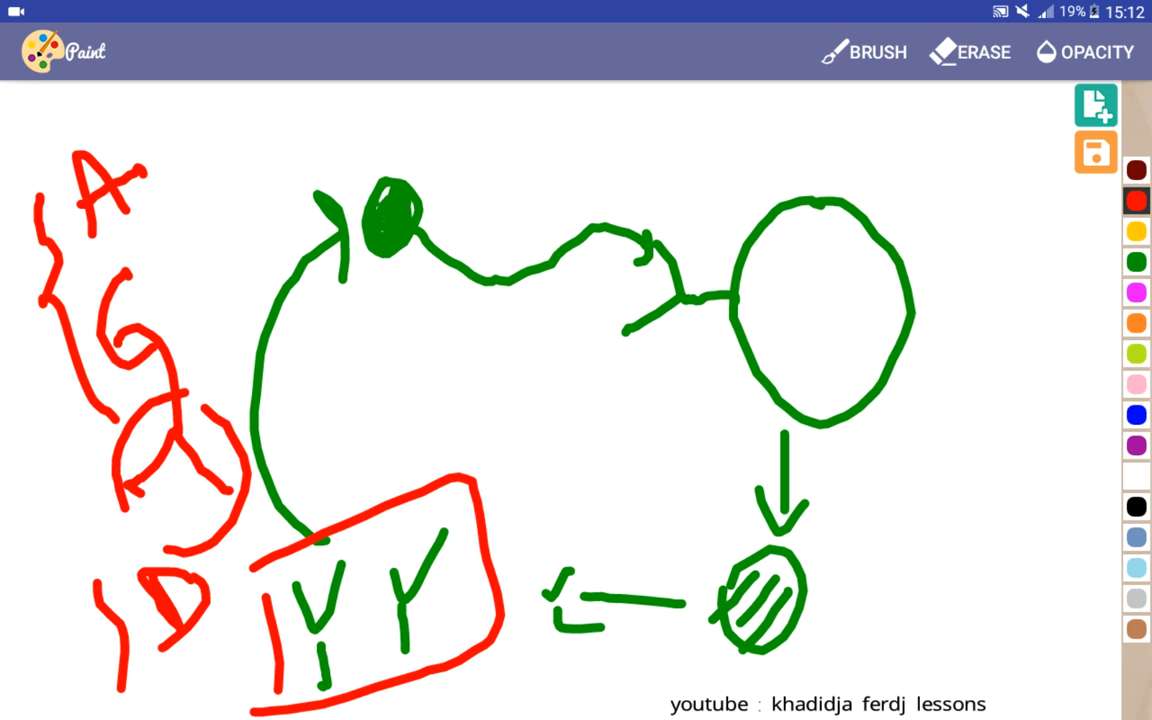 19% 15:12
Paint BRUSH ERASE OPACITY
A
G
D
Y Y
youtube : khadidja ferdj lessons